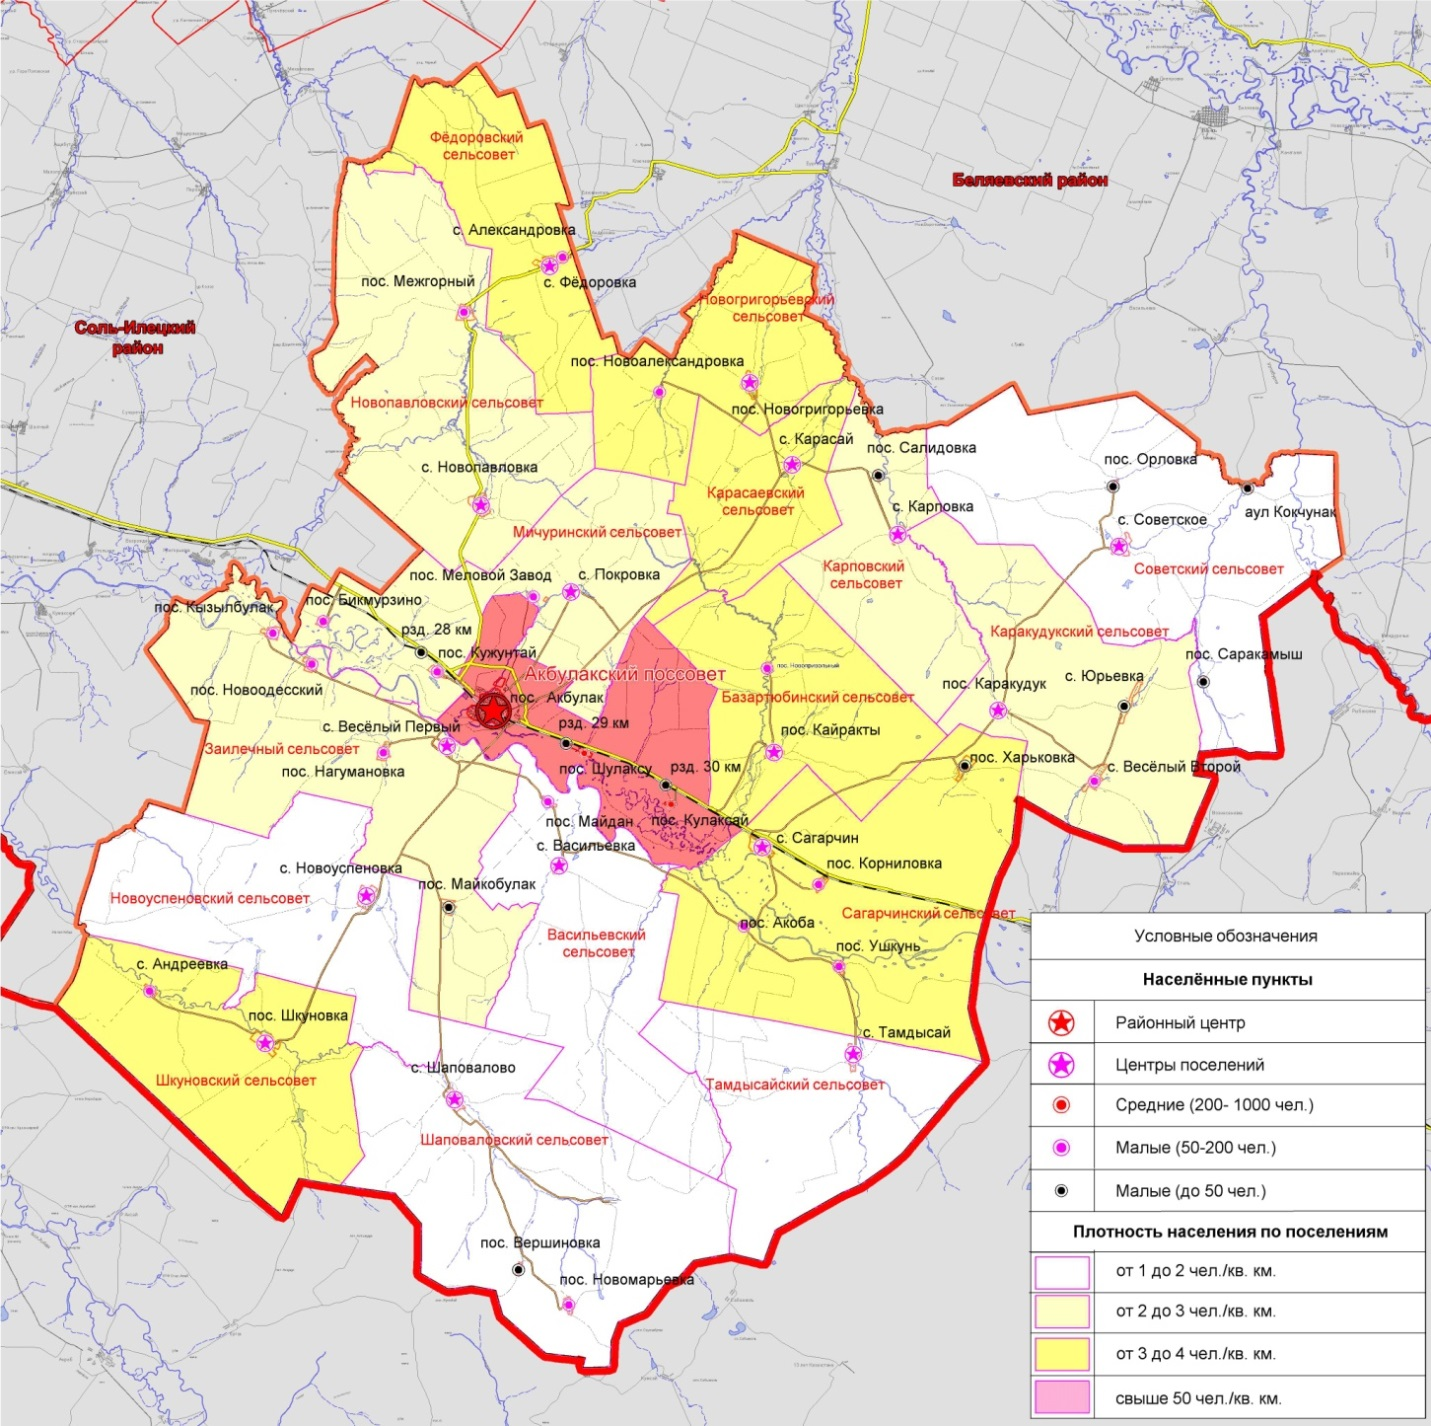 Фёдоровский
сельсовет
Беляевский район
с. Александровка
пос. Межгорный
с. Фёдоровка
Новогригорьевский
сельсовет
Соль-Илецкий
район
пос. Новоалександровка
Новопавловский сельсовет
пос. Новогригорьевка
с. Карасай
пос. Салидовка
с. Новопавловка
пос. Орловка
Карасаевский
сельсовет
с. Карповка
аул Кокчунак
с. Советское
Мичуринский сельсовет
Карповский
сельсовет
Советский сельсовет
пос. Меловой Завод
с. Покровка
пос. Кызылбулак
пос. Бикмурзино
рзд. 28 км
Каракудукский сельсовет
пос. Кужунтай
пос. Саракамыш
Акбулакский поссовет
пос. Новопривольный
с. Юрьевка
пос. Новоодесский
пос. Акбулак
Базартюбинский сельсовет
пос. Каракудук
с. Весёлый Первый
рзд. 29 км
пос. Кайракты
Заилечный сельсовет
пос. Нагумановка
пос. Шулаксу
рзд. 30 км
пос. Харьковка
с. Весёлый Второй
пос. Майдан
пос. Кулаксай
с. Сагарчин
с. Васильевка
пос. Корниловка
с. Новоуспеновка
пос. Майкобулак
Новоуспеновский сельсовет
Сагарчинский сельсовет
пос. Акоба
Васильевский
сельсовет
пос. Ушкунь
с. Андреевка
пос. Шкуновка
с. Тамдысай
с. Шаповалово
Шкуновский сельсовет
Тамдысайский сельсовет
Шаповаловский сельсовет
пос. Вершиновка
пос. Новомарьевка
Условные обозначения
Населённые пункты
Районный центр
Центры поселений
Средние (200- 1000 чел.)
Малые (50-200 чел.)
Малые (до 50 чел.)
Плотность населения по поселениям
от 1 до 2 чел./кв. км.
от 2 до 3 чел./кв. км.
от 3 до 4 чел./кв. км.
свыше 50 чел./кв. км.